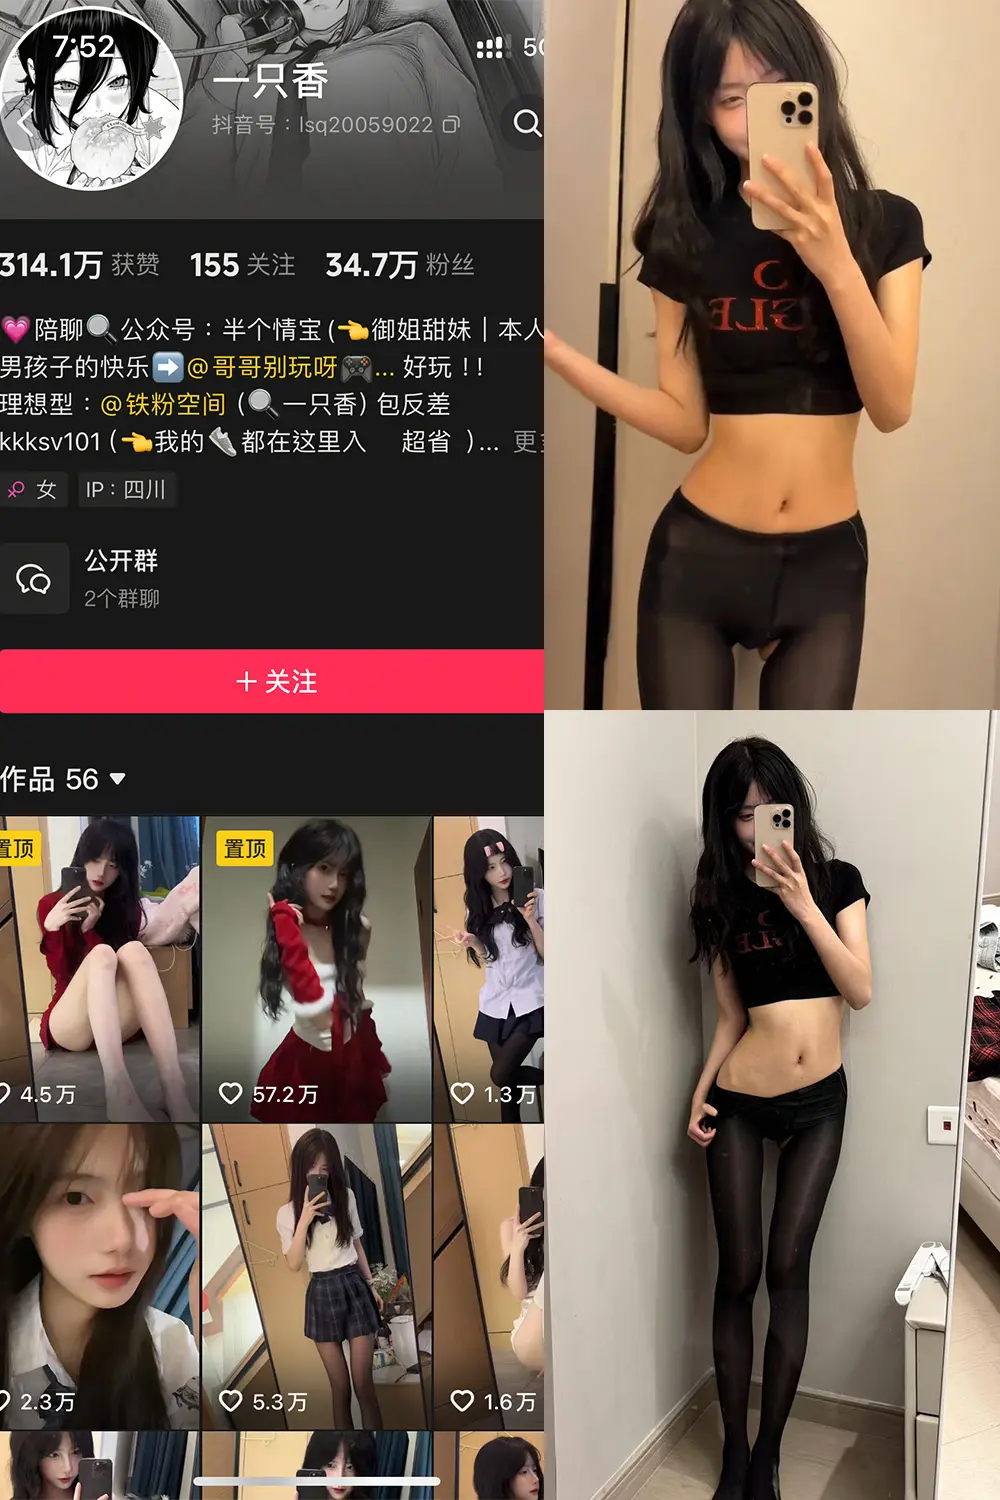 7:52
5G
一只香
抖音号：lsq20059022
314.1万 获赞 155 关注 34.7万 粉丝
陪聊🔍公众号：半个情宝(👉御姐甜妹｜本人
男孩子的快乐➡️@哥哥别玩呀🎮... 好玩 !!
理想型：@铁粉空间 (🔍一只香) 包反差
kkksv101 (👉我的👟都在这里入 超省 )... 更多
女 IP：四川
公开群
2个群聊
＋关注
作品 56
置顶 置顶
4.5万 57.2万 1.3万
2.3万 5.3万 1.6万